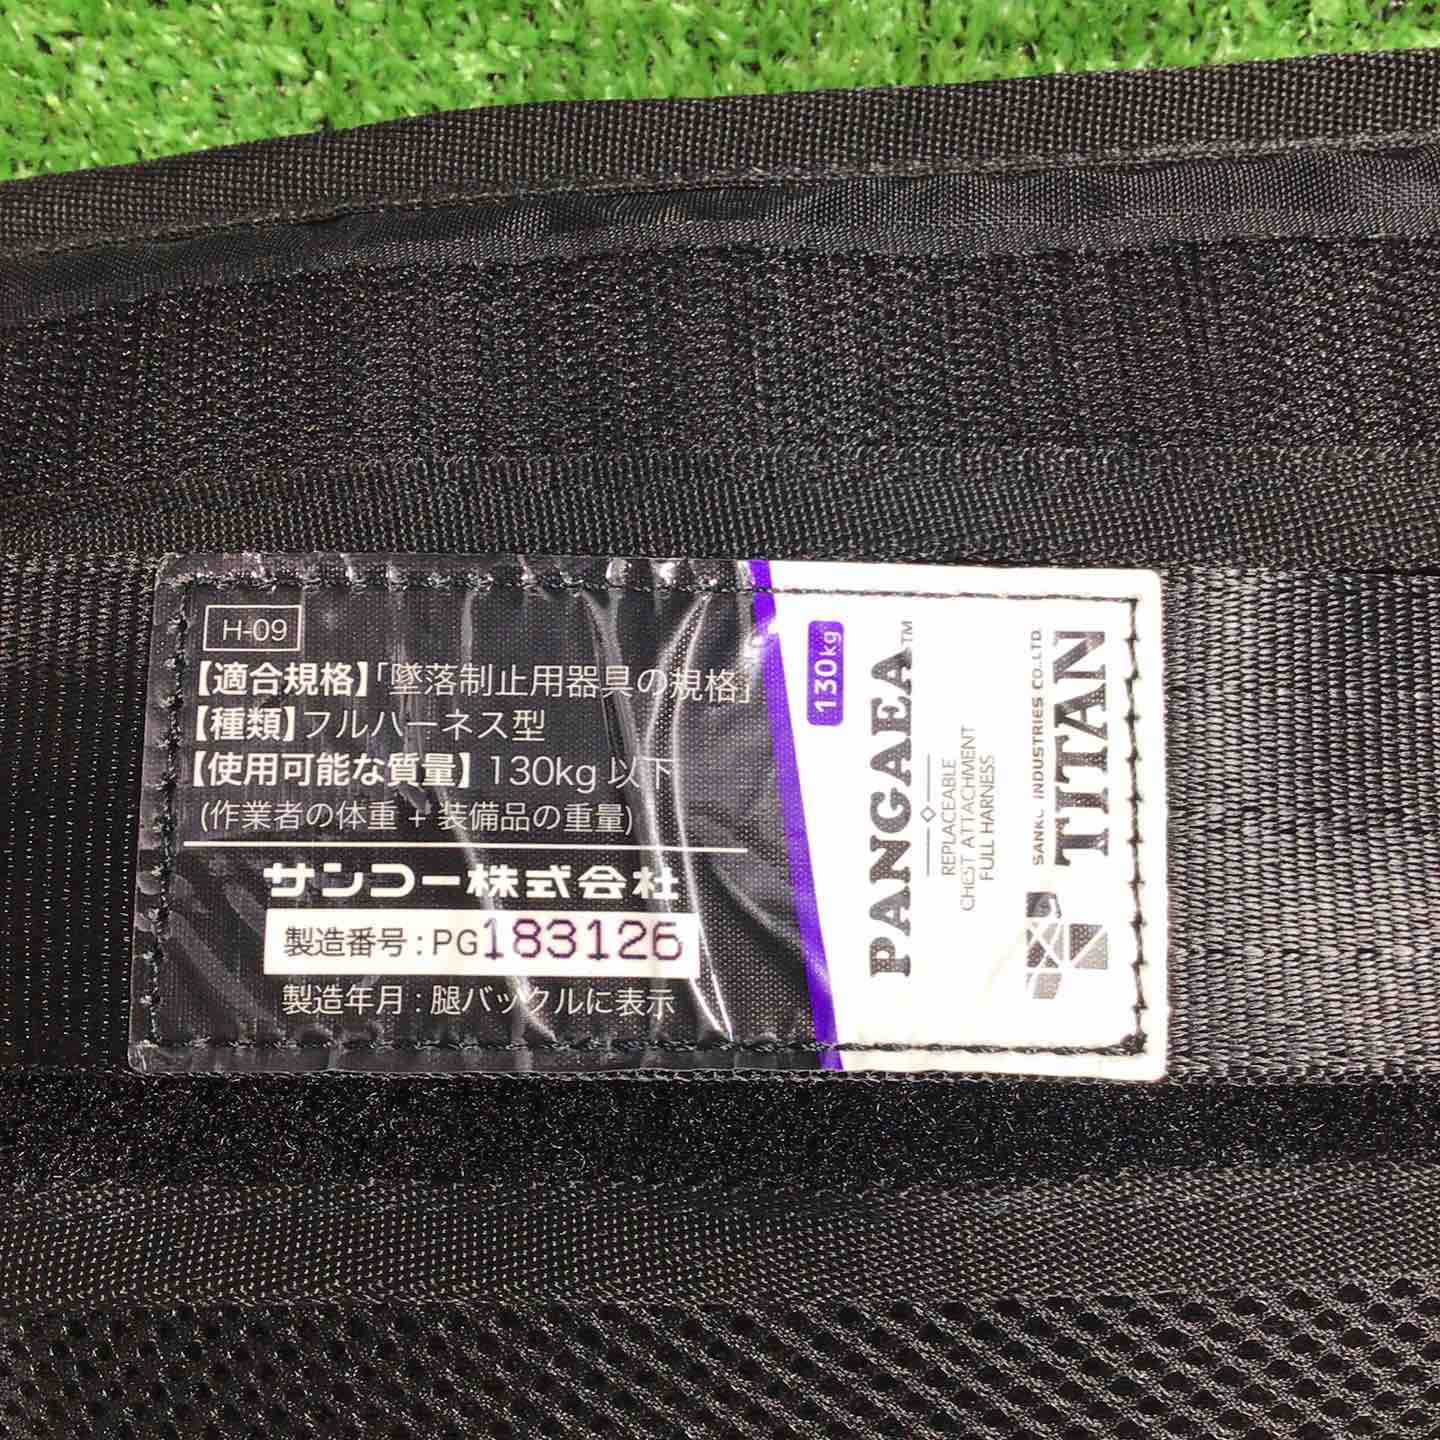 H-09
【適合規格】「墜落制止用器具の規格」
【種類】フルハーネス型
【使用可能な質量】130kg 以下
(作業者の体重 + 装備品の重量)
サンコー株式会社
製造番号 : PG183126
製造年月 : 腿バックルに表示
130kg
PANGAEA™
REPLACEABLE
CHEST ATTACHMENT
FULL HARNESS
SANKO INDUSTRIES CO.,LTD.
TITAN